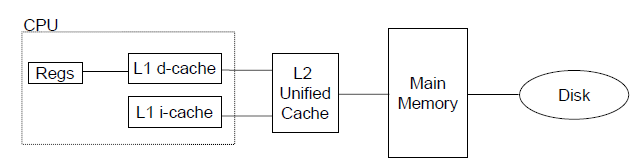 CPU
Regs
L1 d-cache
L1 i-cache
L2
Unified
Cache
Main
Memory
Disk